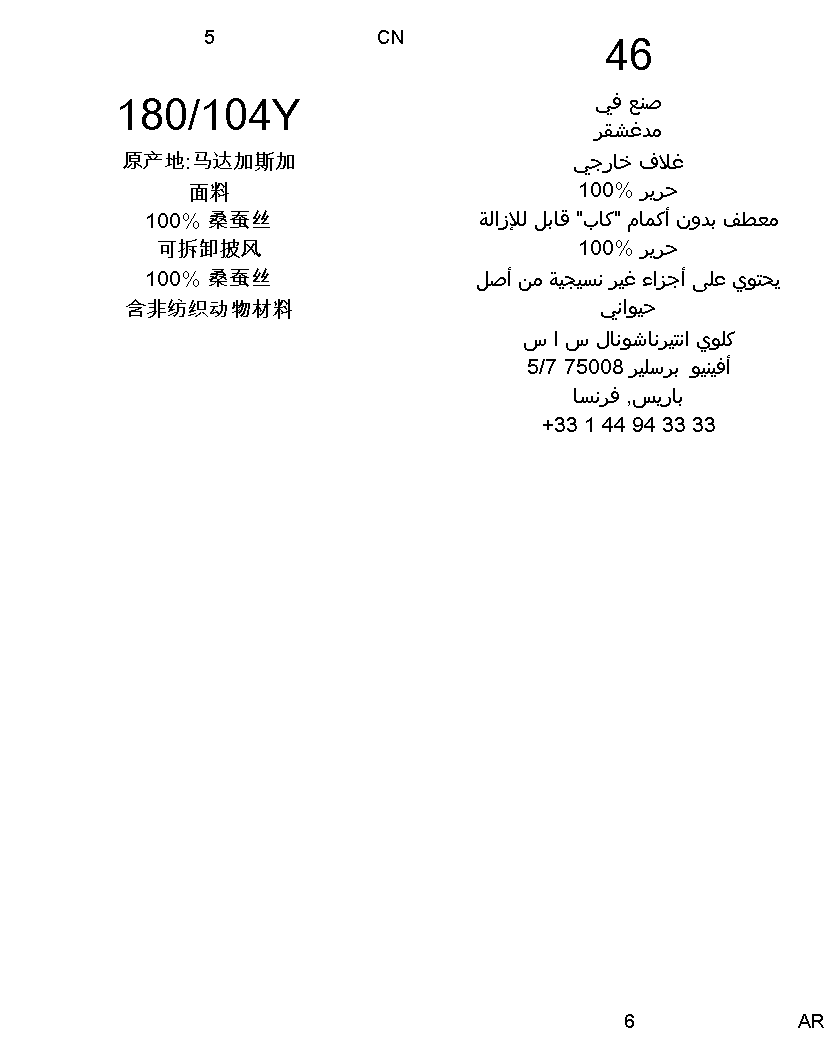 5
CN
180/104Y
原产地:马达加斯加
面料
100% 桑蚕丝
可拆卸披风
100% 桑蚕丝
含非纺织动物材料
46
صنع في
مدغشقر
غلاف خارجي
حرير %100
معطف بدون أكمام "كاب" قابل للإزالة
حرير %100
يحتوي على أجزاء غير نسيجية من أصل
حيواني
كلوي انتيرناشونال س ا س
أفينيو برسلير 75008 5/7
باريس, فرنسا
+33 1 44 94 33 33
6
AR